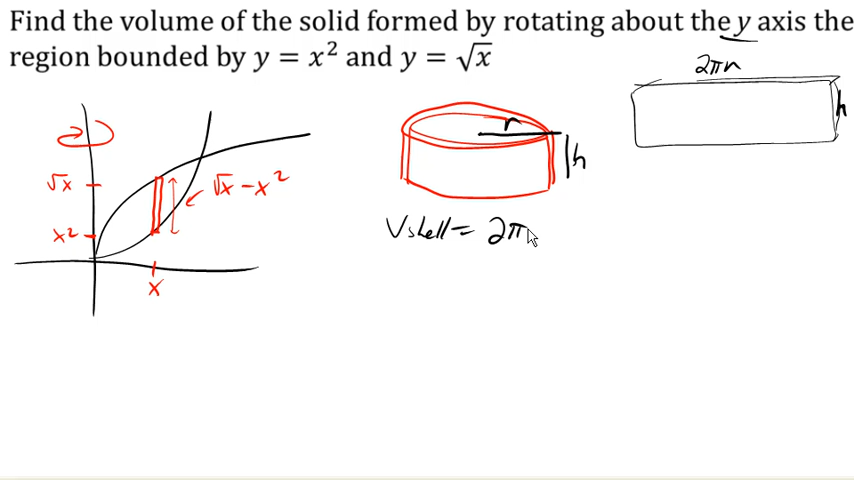 Find the volume of the solid formed by rotating about the y axis the
region bounded by y = x² and y = √x
2πr
h
r
h
√x
√x − x²
x²
x
Vshell = 2π